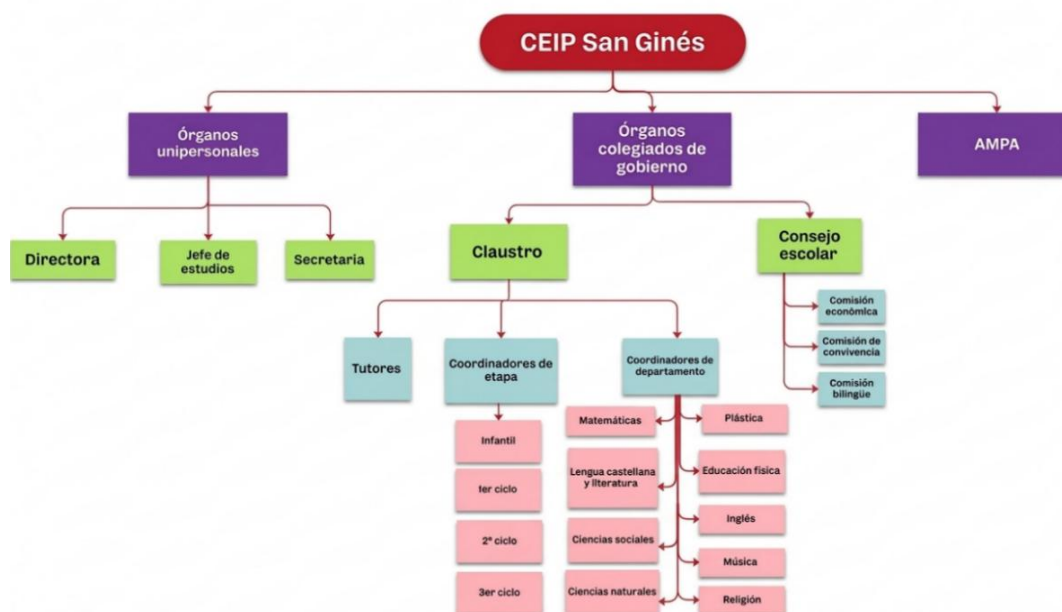 CEIP San Ginés
Órganos
unipersonales
Órganos
colegiados de
gobierno
AMPA
Directora
Jefe de
estudios
Secretaria
Claustro
Consejo
escolar
Comisión
económica
Comisión de
convivencia
Comisión
bilingüe
Tutores
Coordinadores de
etapa
Coordinadores de
departamento
Infantil
1er ciclo
2º ciclo
3er ciclo
Matemáticas
Lengua castellana
y literatura
Ciencias sociales
Ciencias naturales
Plástica
Educación física
Inglés
Música
Religión